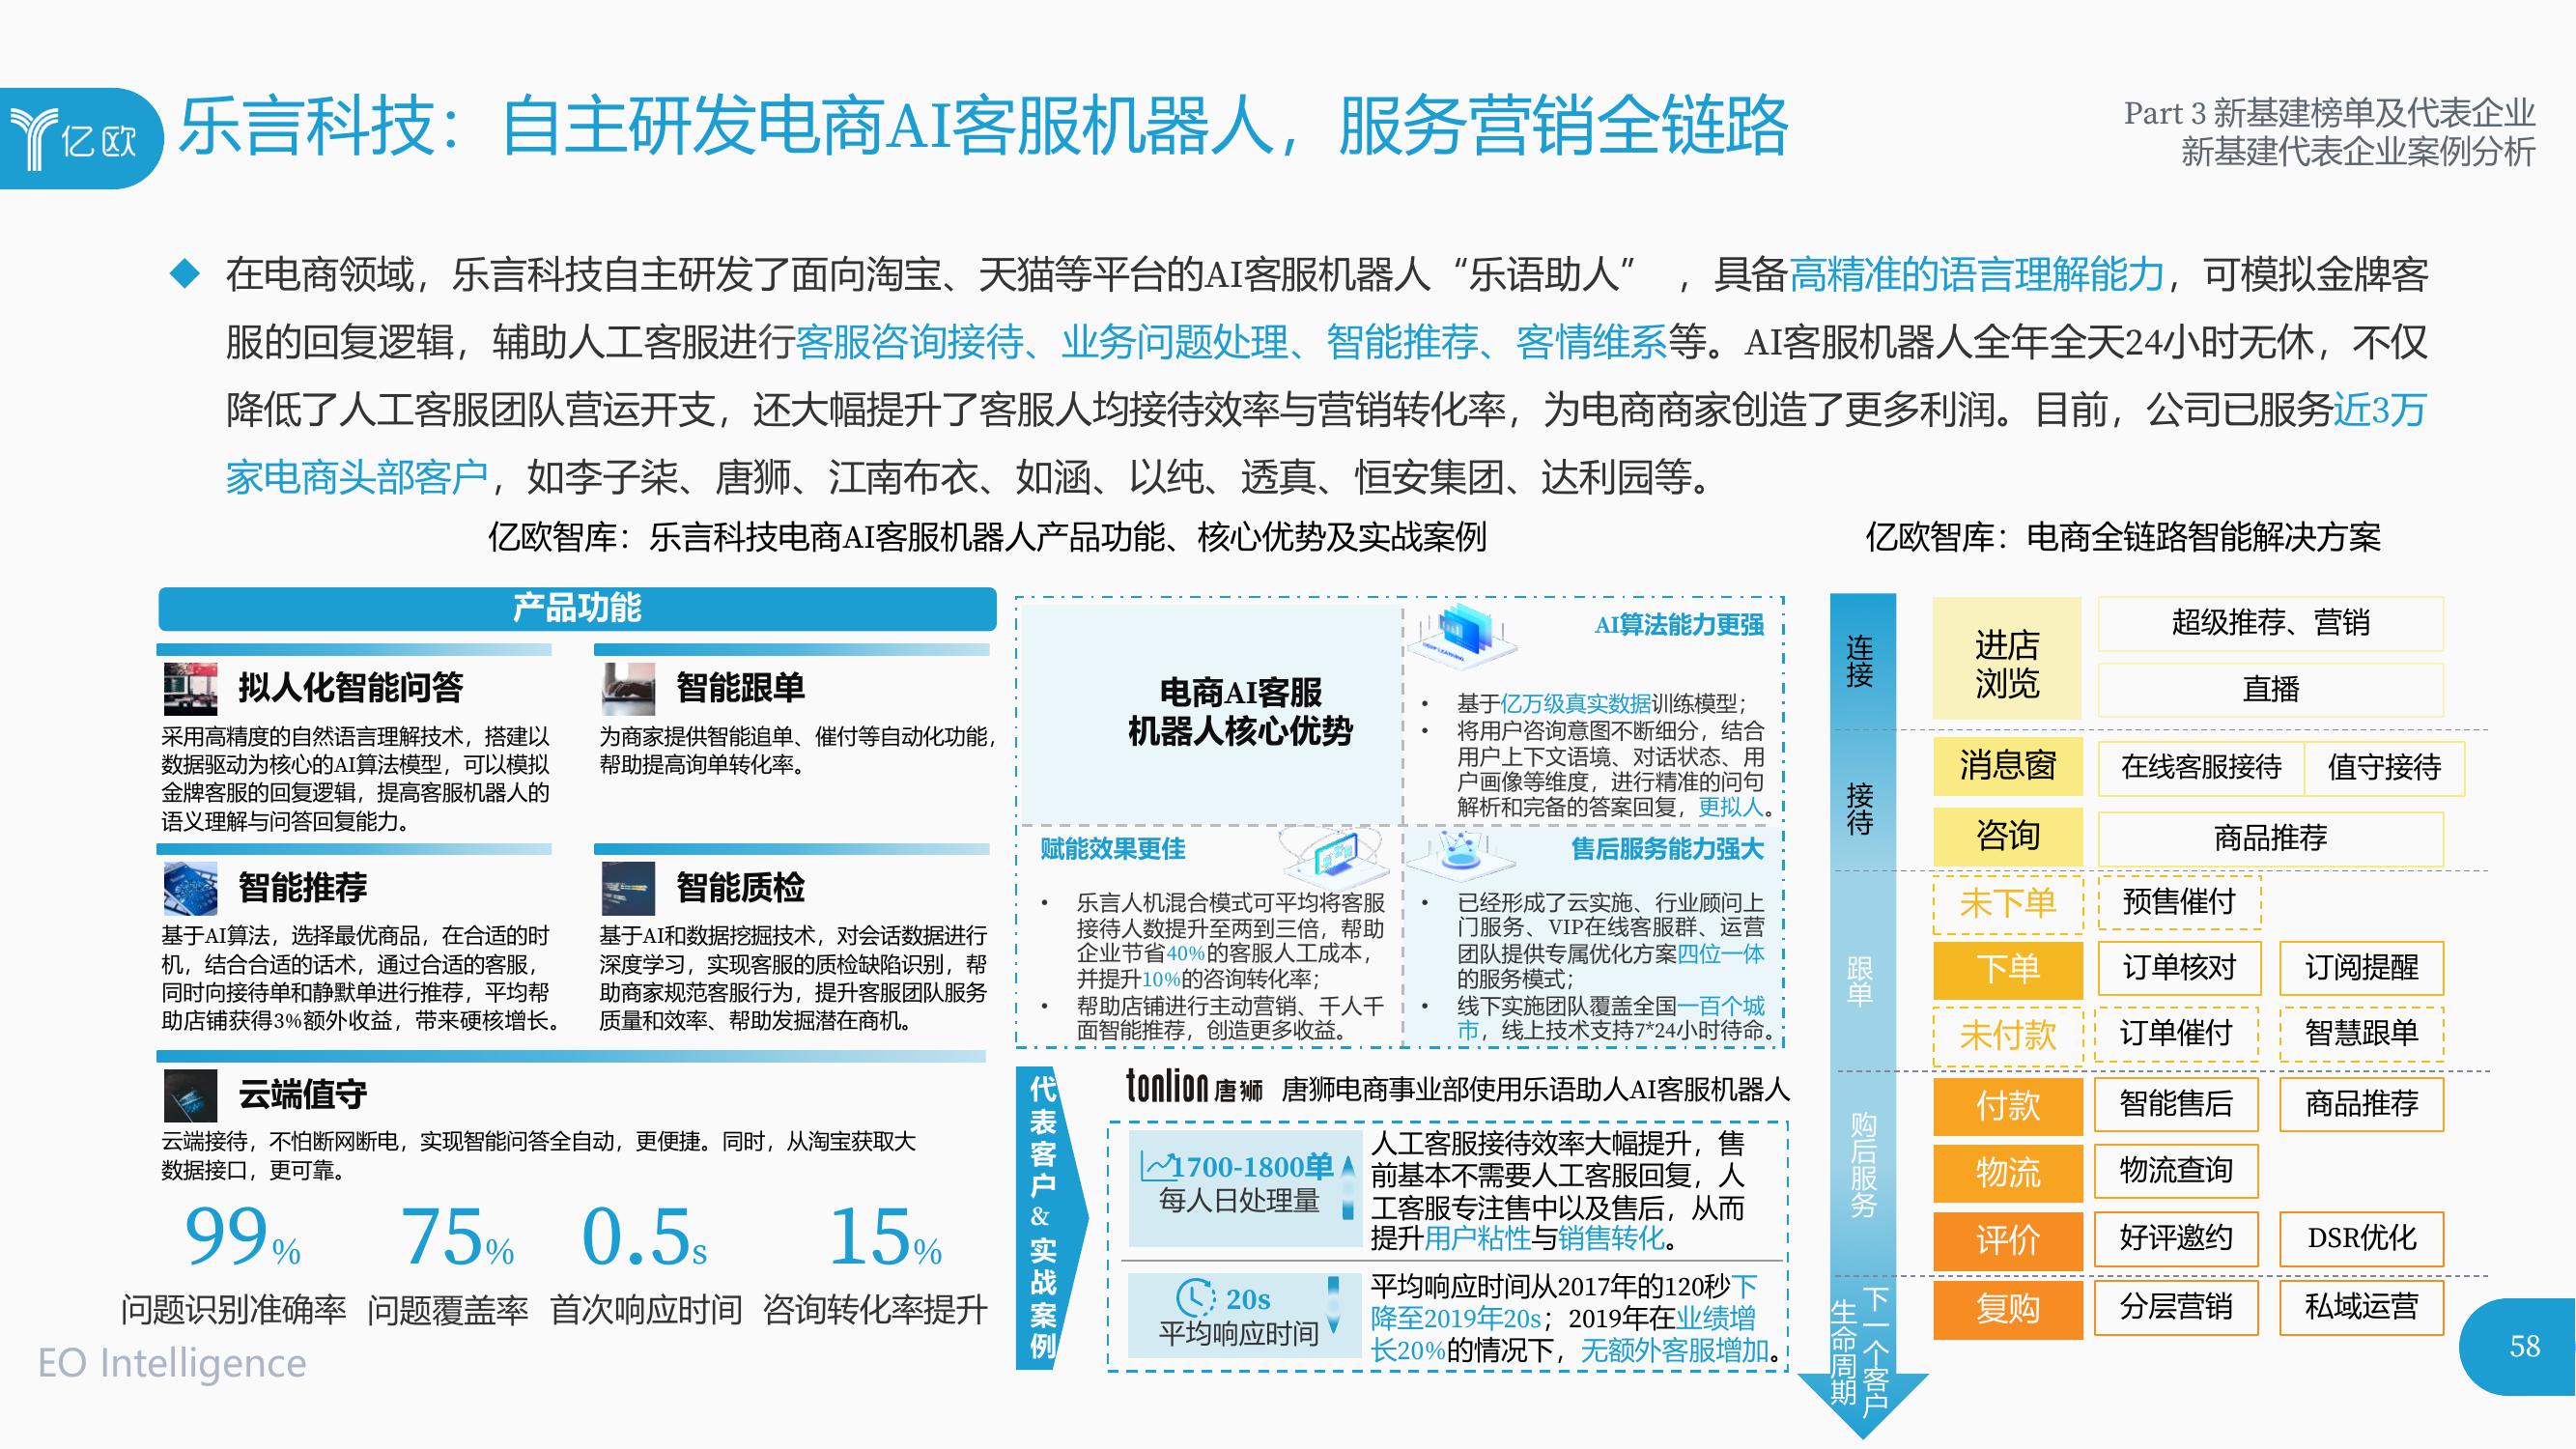 亿欧
乐言科技：自主研发电商AI客服机器人，服务营销全链路
Part 3 新基建榜单及代表企业
新基建代表企业案例分析
在电商领域，乐言科技自主研发了面向淘宝、天猫等平台的AI客服机器人“乐语助人” ，具备高精准的语言理解能力，可模拟金牌客
服的回复逻辑，辅助人工客服进行客服咨询接待、业务问题处理、智能推荐、客情维系等。AI客服机器人全年全天24小时无休，不仅
降低了人工客服团队营运开支，还大幅提升了客服人均接待效率与营销转化率，为电商商家创造了更多利润。目前，公司已服务近3万
家电商头部客户，如李子柒、唐狮、江南布衣、如涵、以纯、透真、恒安集团、达利园等。
亿欧智库：乐言科技电商AI客服机器人产品功能、核心优势及实战案例
产品功能
拟人化智能问答
采用高精度的自然语言理解技术，搭建以
数据驱动为核心的AI算法模型，可以模拟
金牌客服的回复逻辑，提高客服机器人的
语义理解与问答回复能力。
智能跟单
为商家提供智能追单、催付等自动化功能，
帮助提高询单转化率。
智能推荐
基于AI算法，选择最优商品，在合适的时
机，结合合适的话术，通过合适的客服，
同时向接待单和静默单进行推荐，平均帮
助店铺获得3%额外收益，带来硬核增长。
智能质检
基于AI和数据挖掘技术，对会话数据进行
深度学习，实现客服的质检缺陷识别，帮
助商家规范客服行为，提升客服团队服务
质量和效率、帮助发掘潜在商机。
云端值守
云端接待，不怕断网断电，实现智能问答全自动，更便捷。同时，从淘宝获取大
数据接口，更可靠。
99% 75% 0.5s 15%
问题识别准确率 问题覆盖率 首次响应时间 咨询转化率提升
电商AI客服
机器人核心优势
AI算法能力更强
DEEP LEARNING
• 基于亿万级真实数据训练模型；
• 将用户咨询意图不断细分，结合
用户上下文语境、对话状态、用
户画像等维度，进行精准的问句
解析和完备的答案回复，更拟人。
赋能效果更佳
• 乐言人机混合模式可平均将客服
接待人数提升至两到三倍，帮助
企业节省40%的客服人工成本，
并提升10%的咨询转化率；
• 帮助店铺进行主动营销、千人千
面智能推荐，创造更多收益。
售后服务能力强大
• 已经形成了云实施、行业顾问上
门服务、VIP在线客服群、运营
团队提供专属优化方案四位一体
的服务模式；
• 线下实施团队覆盖全国一百个城
市，线上技术支持7*24小时待命。
代表客户&实战案例
tonlion 唐狮 唐狮电商事业部使用乐语助人AI客服机器人
1700-1800单
每人日处理量
人工客服接待效率大幅提升，售
前基本不需要人工客服回复，人
工客服专注售中以及售后，从而
提升用户粘性与销售转化。
20s
平均响应时间
平均响应时间从2017年的120秒下
降至2019年20s；2019年在业绩增
长20%的情况下，无额外客服增加。
亿欧智库：电商全链路智能解决方案
连接
进店
浏览
超级推荐、营销
直播
接待
消息窗 在线客服接待 值守接待
咨询 商品推荐
跟单
未下单 预售催付
下单 订单核对 订阅提醒
未付款 订单催付 智慧跟单
购后服务
付款 智能售后 商品推荐
物流 物流查询
评价 好评邀约 DSR优化
下一个客户
生命周期
复购 分层营销 私域运营
EO Intelligence
58